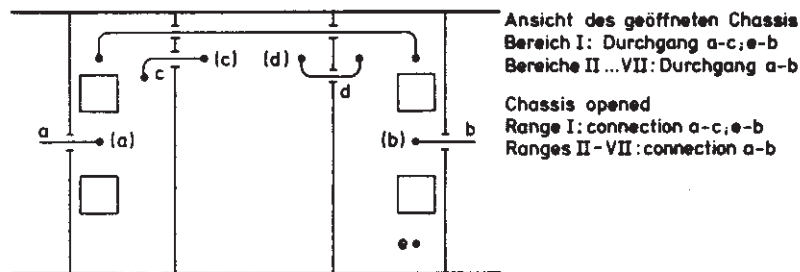 Ansicht des geöffneten Chassis
Bereich I: Durchgang a-c; e-b
Bereiche II ... VII: Durchgang a-b
Chassis opened
Range I: connection a-c; e-b
Ranges II-VII: connection a-b
(c)
(d)
c
d
a
(a)
(b)
b
e